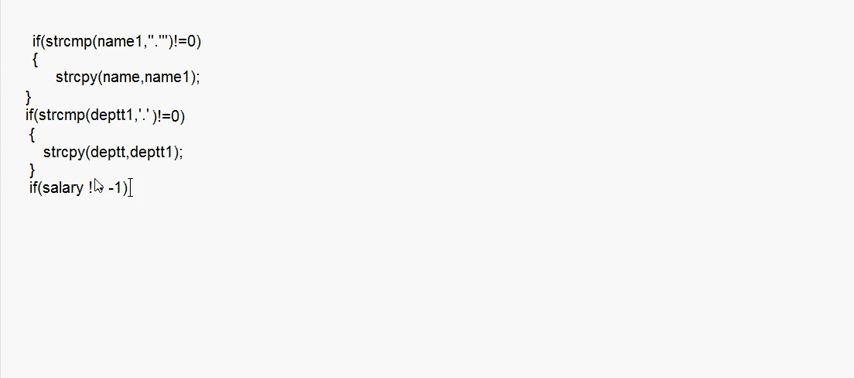 if(strcmp(name1,".'")!=0)
{
strcpy(name,name1);
}
if(strcmp(deptt1,'.' )!=0)
{
strcpy(deptt,deptt1);
}
if(salary ! -1)